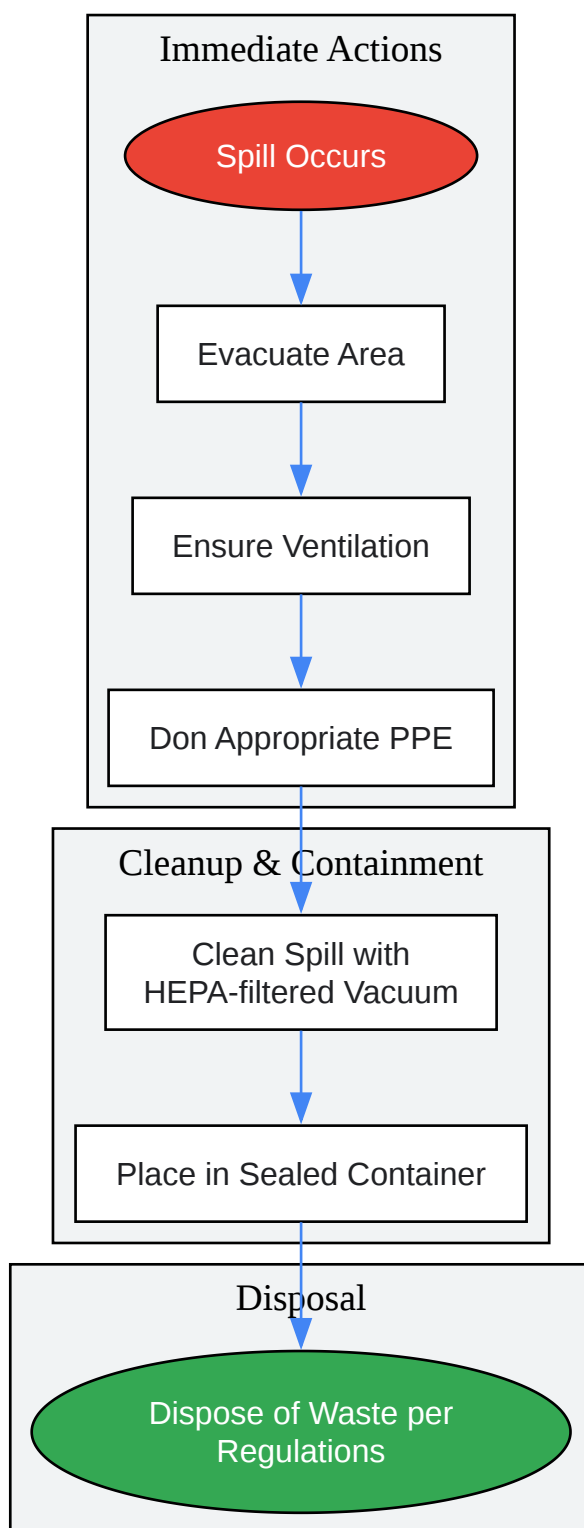 Immediate Actions
Spill Occurs
Evacuate Area
Ensure Ventilation
Don Appropriate PPE
Cleanup & Containment
Clean Spill with
HEPA-filtered Vacuum
Place in Sealed Container
Disposal
Dispose of Waste per
Regulations